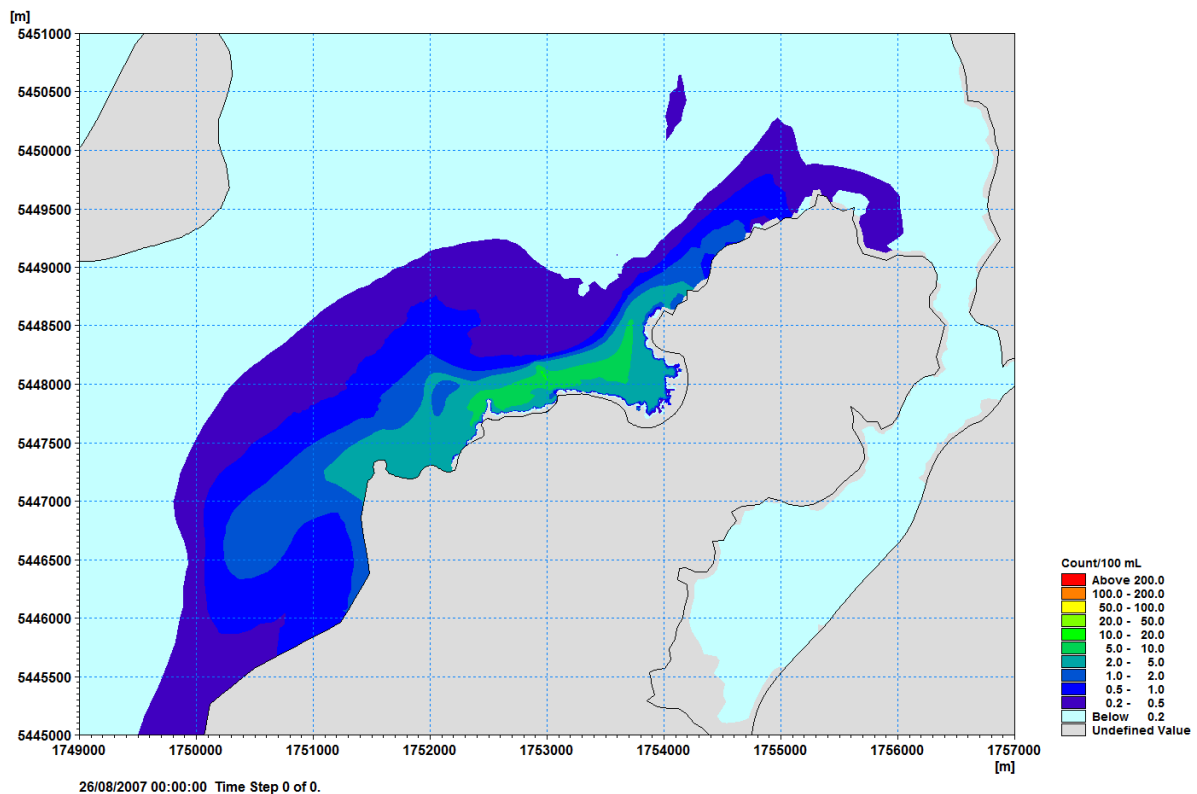 [m]
5451000
5450500
5450000
5449500
5449000
5448500
5448000
5447500
5447000
5446500
5446000
5445500
5445000
1749000 1750000 1751000 1752000 1753000 1754000 1755000 1756000 1757000
[m]
Count/100 mL
Above 200.0
100.0 - 200.0
50.0 - 100.0
20.0 - 50.0
10.0 - 20.0
5.0 - 10.0
2.0 - 5.0
1.0 - 2.0
0.5 - 1.0
0.2 - 0.5
Below 0.2
Undefined Value
26/08/2007 00:00:00 Time Step 0 of 0.